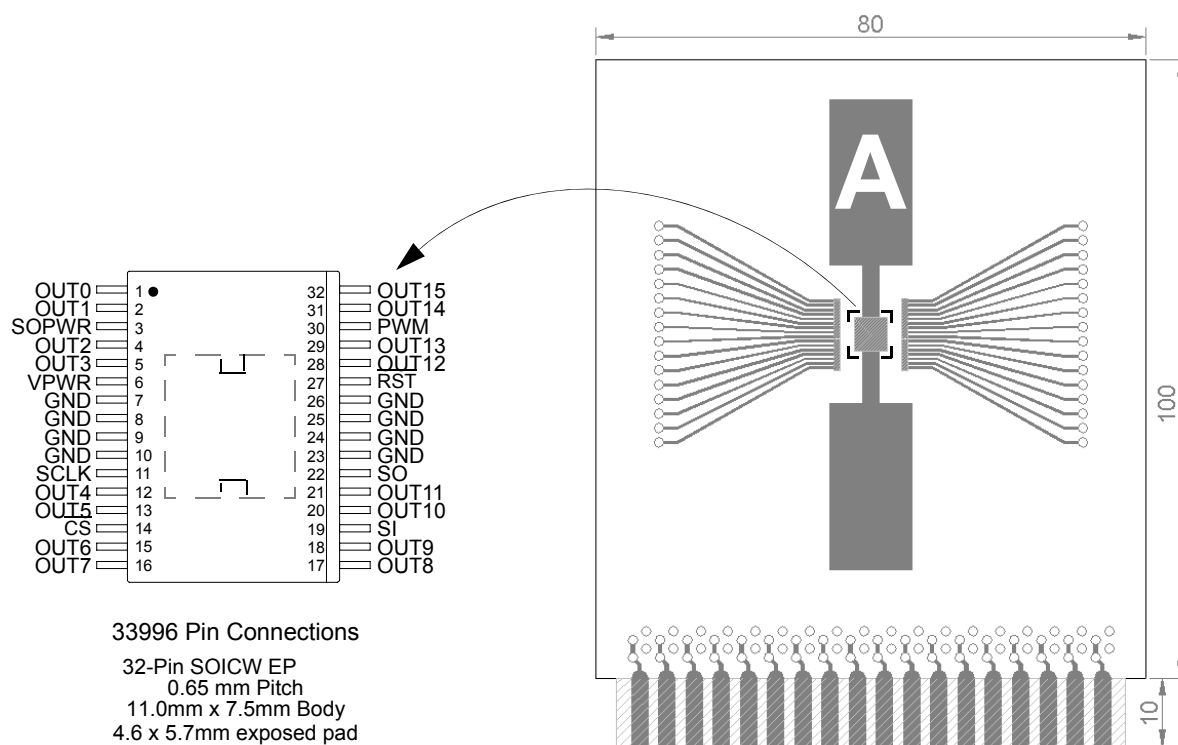 80
A
100
10
OUT0 1 32 OUT15
OUT1 2 31 OUT14
SOPWR 3 30 PWM
OUT2 4 29 OUT13
OUT3 5 28 OUT12
VPWR 6 27 RST
GND 7 26 GND
GND 8 25 GND
GND 9 24 GND
GND 10 23 GND
SCLK 11 22 SO
OUT4 12 21 OUT11
OUT5 13 20 OUT10
CS 14 19 SI
OUT6 15 18 OUT9
OUT7 16 17 OUT8
33996 Pin Connections
32-Pin SOICW EP
0.65 mm Pitch
11.0mm x 7.5mm Body
4.6 x 5.7mm exposed pad